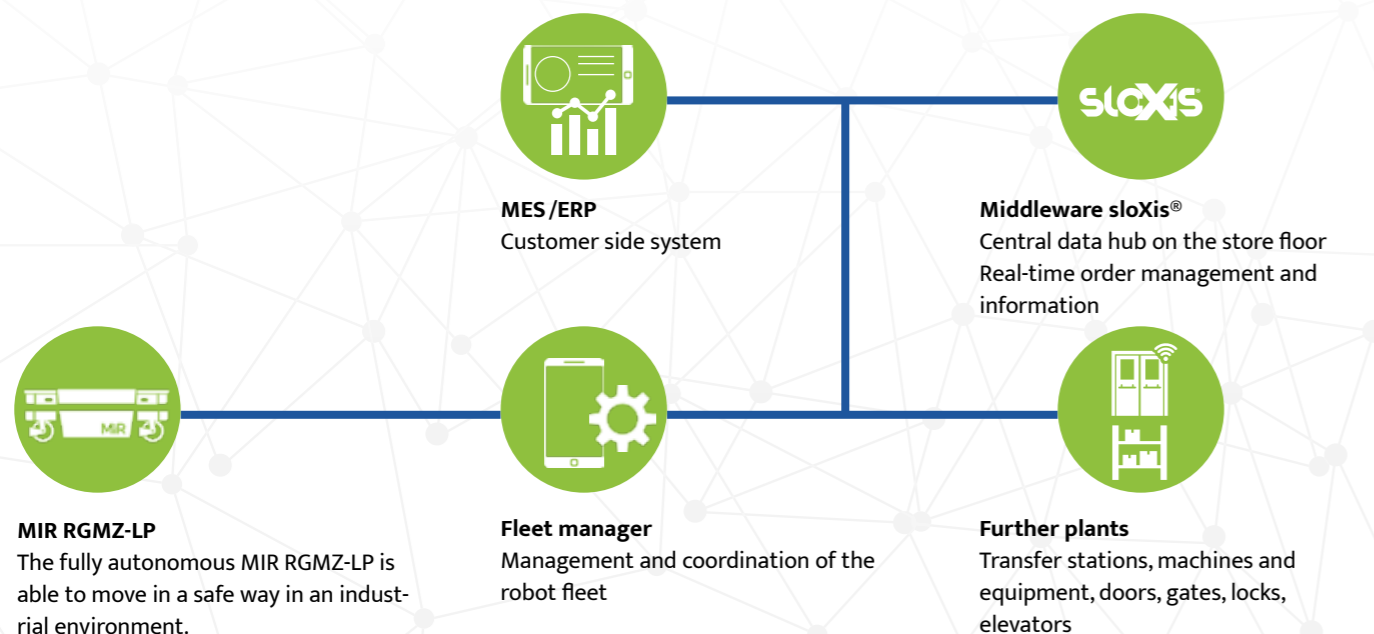 sloXis
MES/ERP
Customer side system
Middleware sloXis®
Central data hub on the store floor
Real-time order management and
information
MiR
MIR RGMZ-LP
The fully autonomous MIR RGMZ-LP is
able to move in a safe way in an indust-
rial environment.
Fleet manager
Management and coordination of the
robot fleet
Further plants
Transfer stations, machines and
equipment, doors, gates, locks,
elevators